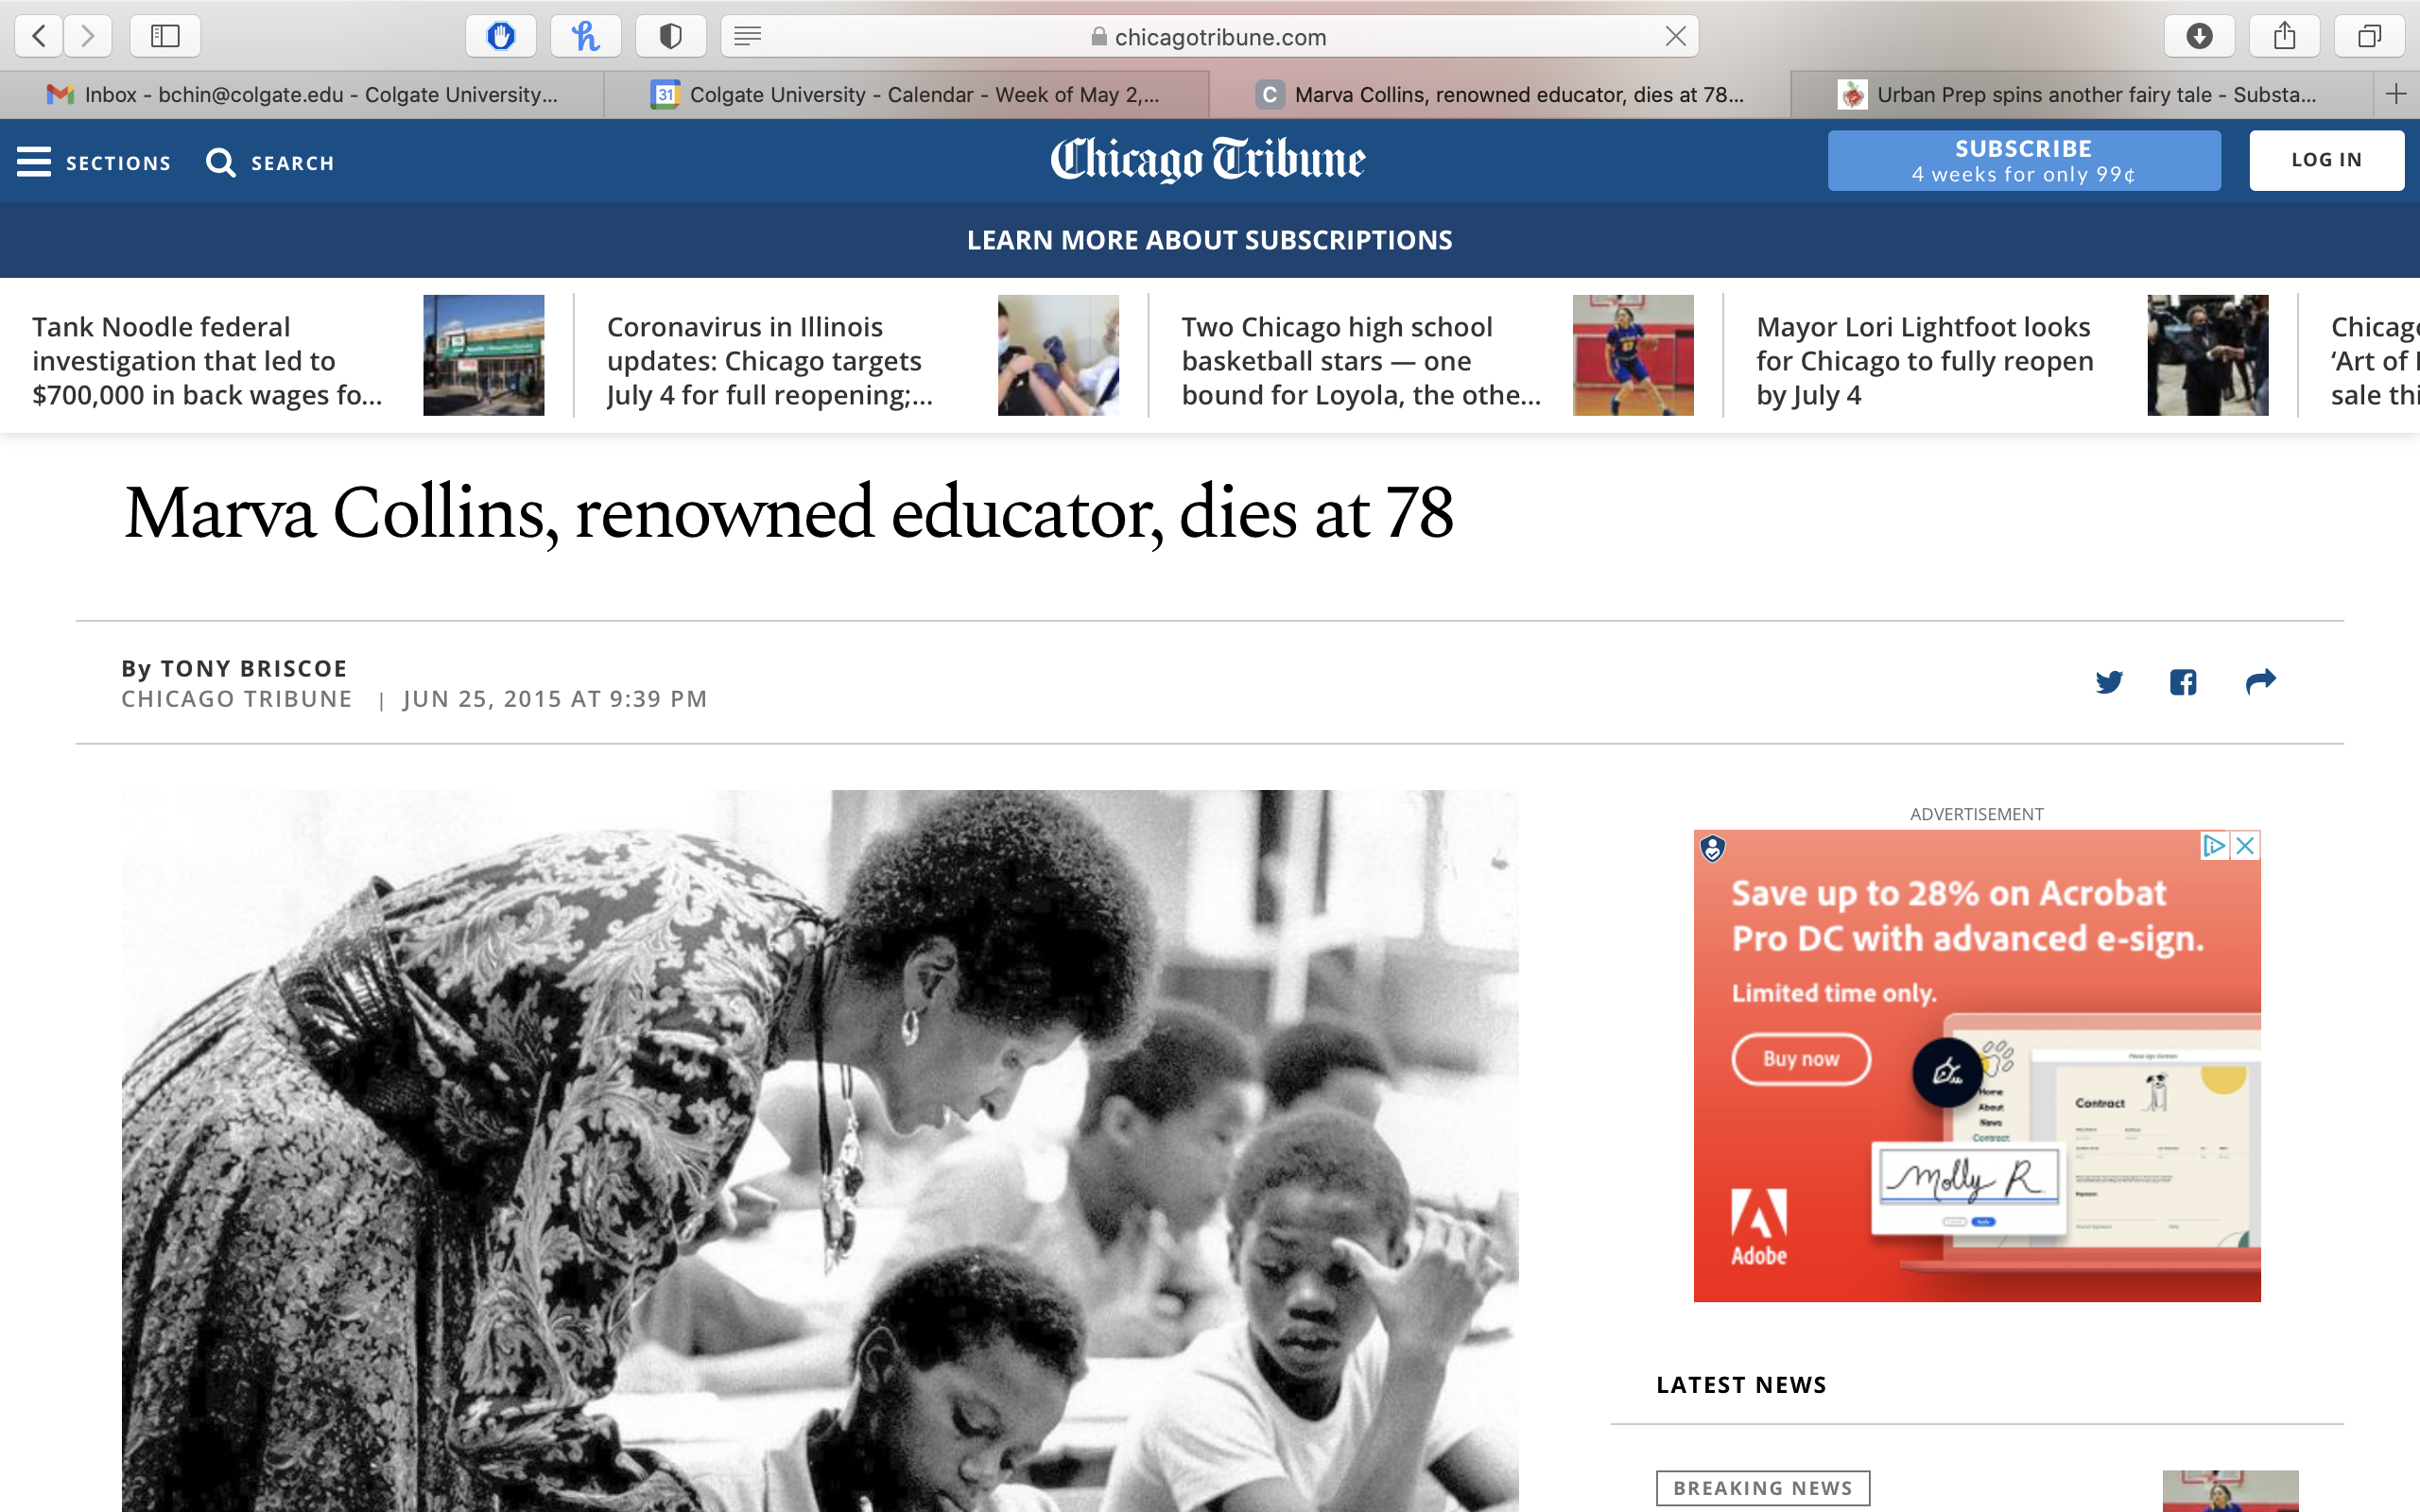 chicagotribune.com
Inbox - bchin@colgate.edu - Colgate University...
31
Colgate University - Calendar - Week of May 2,...
C
Marva Collins, renowned educator, dies at 78...
Urban Prep spins another fairy tale - Substa...
SECTIONS
SEARCH
Chicago Tribune
SUBSCRIBE
4 weeks for only 99¢
LOG IN
LEARN MORE ABOUT SUBSCRIPTIONS
Tank Noodle federal
investigation that led to
$700,000 in back wages fo...
Coronavirus in Illinois
updates: Chicago targets
July 4 for full reopening;...
Two Chicago high school
basketball stars — one
bound for Loyola, the othe...
Mayor Lori Lightfoot looks
for Chicago to fully reopen
by July 4
‘Art of
sale
Marva Collins, renowned educator, dies at 78
By TONY BRISCOE
CHICAGO TRIBUNE | JUN 25, 2015 AT 9:39 PM
ADVERTISEMENT
Save up to 28% on Acrobat
Pro DC with advanced e-sign.
Limited time only.
Buy now
Home
About
News
Contract
Contract
Molly R.
Adobe
LATEST NEWS
BREAKING NEWS